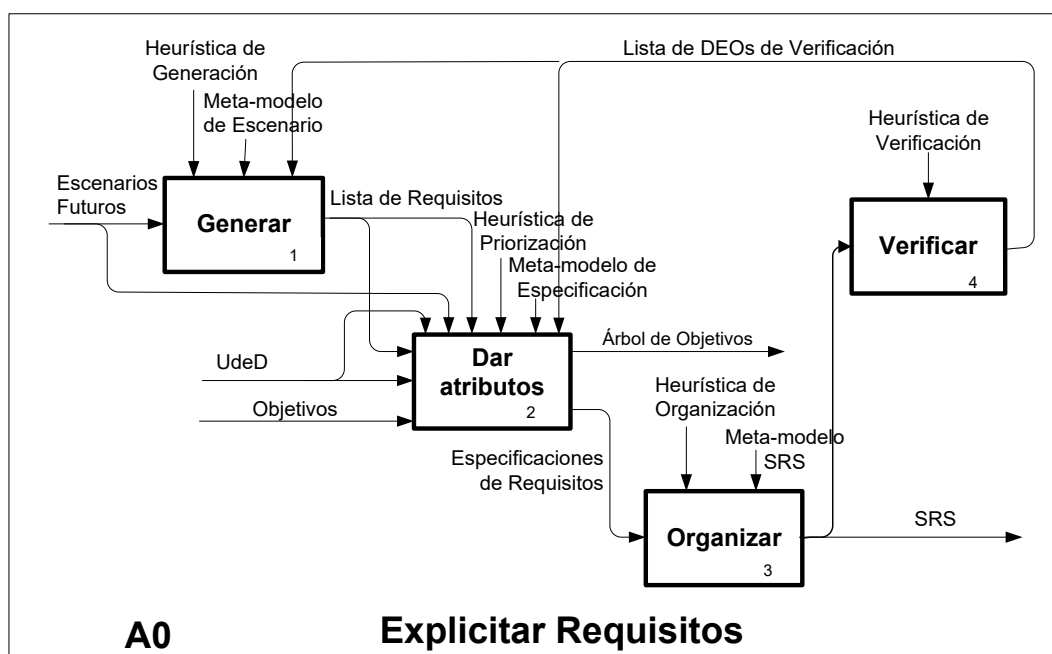 Heurística de
Generación
Lista de DEOs de Verificación
Meta-modelo
de Escenario
Heurística de
Verificación
Escenarios
Futuros
Generar
1
Lista de Requisitos
Heurística de
Priorización
Verificar
4
Meta-modelo de
Especificación
UdeD
Dar
atributos
2
Árbol de Objetivos
Objetivos
Heurística de
Organización
Meta-modelo
SRS
Especificaciones
de Requisitos
Organizar
3
SRS
A0
Explicitar Requisitos